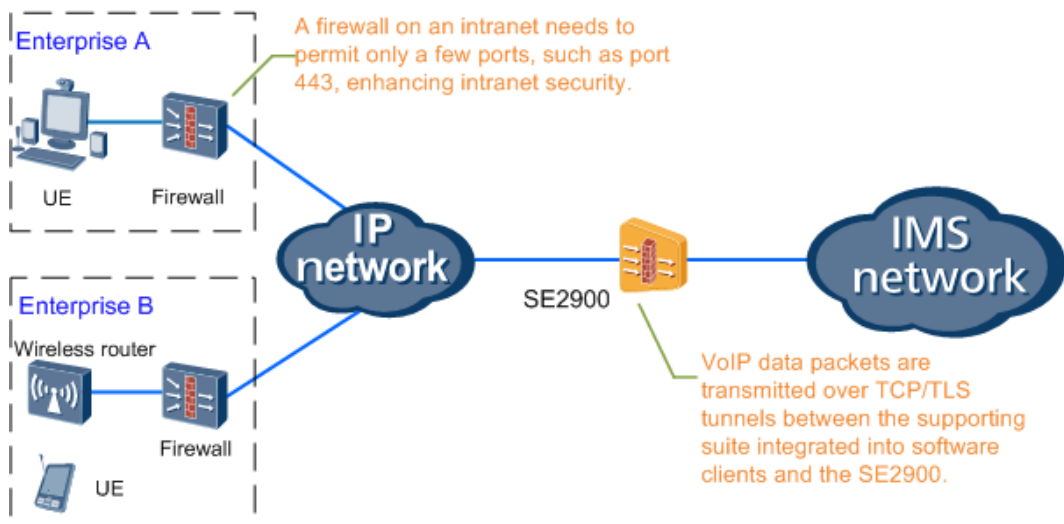 Enterprise A
A firewall on an intranet needs to
permit only a few ports, such as port
443, enhancing intranet security.
UE
Firewall
IP
network
IMS
network
SE2900
Enterprise B
Wireless router
Firewall
UE
VoIP data packets are
transmitted over TCP/TLS
tunnels between the supporting
suite integrated into software
clients and the SE2900.